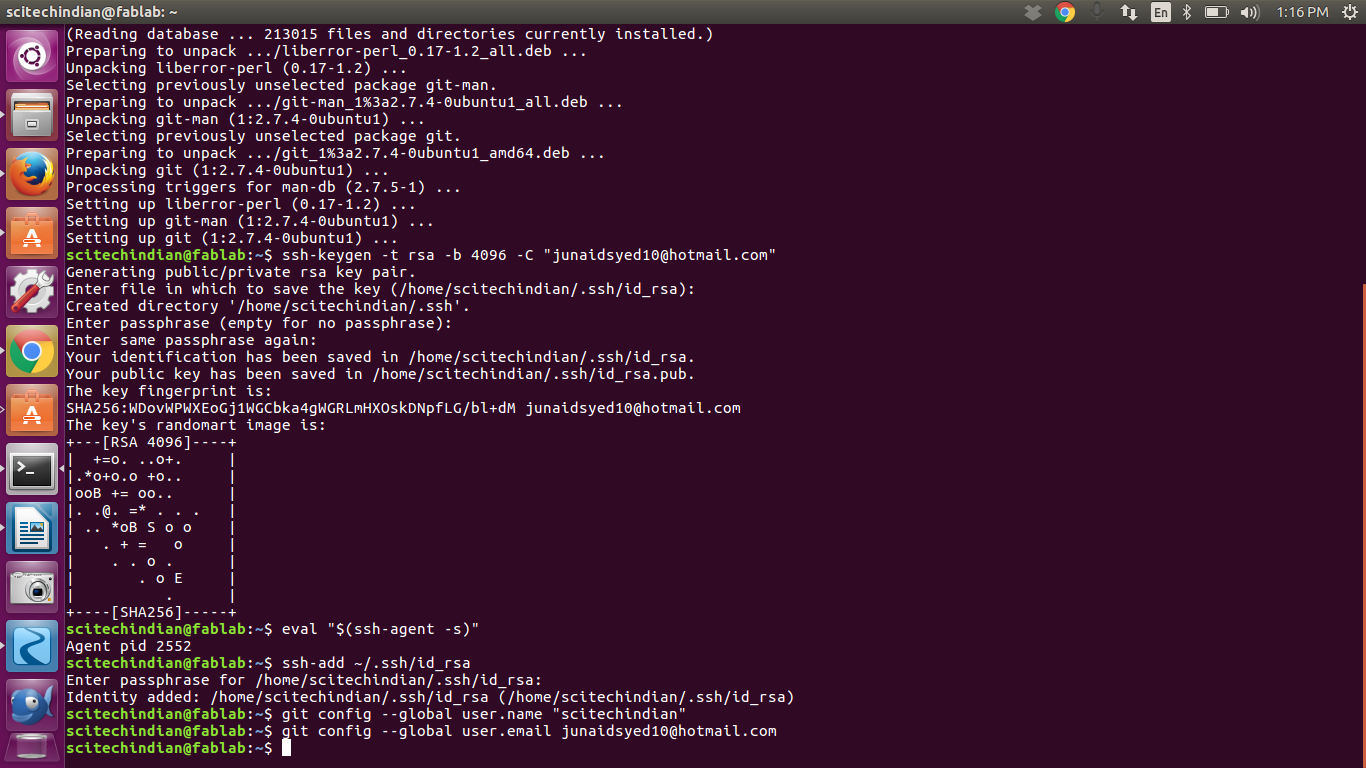 scitechindian@fablab: ~
En
1:16 PM
(Reading database ... 213015 files and directories currently installed.)
Preparing to unpack .../liberror-perl_0.17-1.2_all.deb ...
Unpacking liberror-perl (0.17-1.2) ...
Selecting previously unselected package git-man.
Preparing to unpack .../git-man_1%3a2.7.4-0ubuntu1_all.deb ...
Unpacking git-man (1:2.7.4-0ubuntu1) ...
Selecting previously unselected package git.
Preparing to unpack .../git_1%3a2.7.4-0ubuntu1_amd64.deb ...
Unpacking git (1:2.7.4-0ubuntu1) ...
Processing triggers for man-db (2.7.5-1) ...
Setting up liberror-perl (0.17-1.2) ...
Setting up git-man (1:2.7.4-0ubuntu1) ...
Setting up git (1:2.7.4-0ubuntu1) ...
scitechindian@fablab:~$ ssh-keygen -t rsa -b 4096 -C "junaidsyed10@hotmail.com"
Generating public/private rsa key pair.
Enter file in which to save the key (/home/scitechindian/.ssh/id_rsa):
Created directory '/home/scitechindian/.ssh'.
Enter passphrase (empty for no passphrase):
Enter same passphrase again:
Your identification has been saved in /home/scitechindian/.ssh/id_rsa.
Your public key has been saved in /home/scitechindian/.ssh/id_rsa.pub.
The key fingerprint is:
SHA256:WDovWPWXEoGj1WGCbka4gWGRLmHXOskDNpfLG/bl+dM junaidsyed10@hotmail.com
The key's randomart image is:
+---[RSA 4096]----+
|  +=o. ..o+.     |
|.*o+o.o +o..     |
|ooB += oo..      |
|. .@. =* . . .   |
| .. *oB S o o    |
|   . + =   o     |
|    . . o .      |
|       . o E     |
|          .      |
+----[SHA256]-----+
scitechindian@fablab:~$ eval "$(ssh-agent -s)"
Agent pid 2552
scitechindian@fablab:~$ ssh-add ~/.ssh/id_rsa
Enter passphrase for /home/scitechindian/.ssh/id_rsa:
Identity added: /home/scitechindian/.ssh/id_rsa (/home/scitechindian/.ssh/id_rsa)
scitechindian@fablab:~$ git config --global user.name "scitechindian"
scitechindian@fablab:~$ git config --global user.email junaidsyed10@hotmail.com
scitechindian@fablab:~$